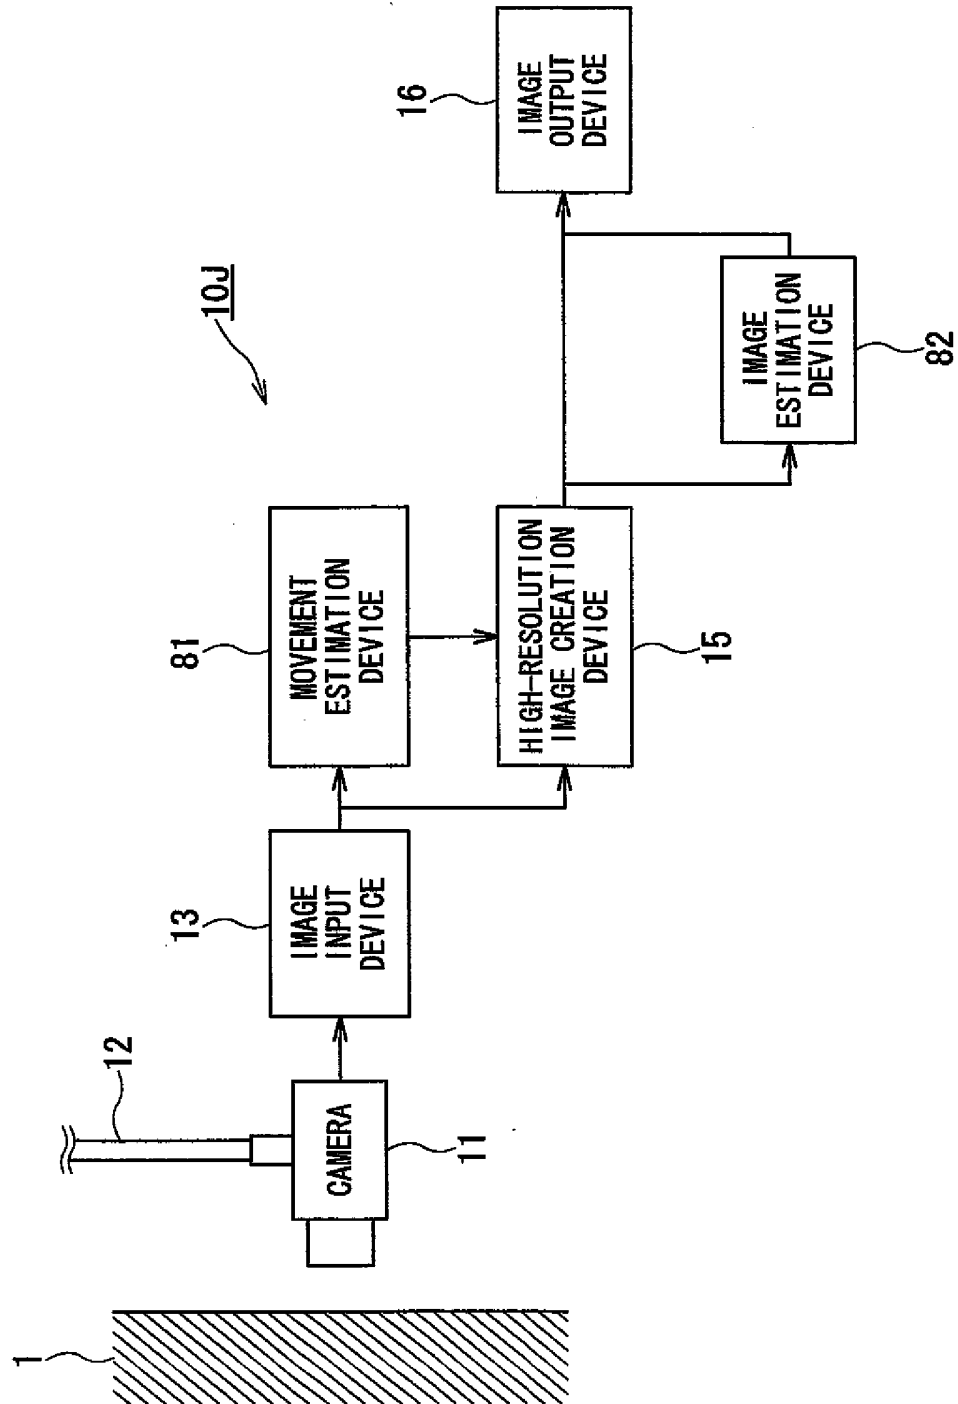 1
12
CAMERA
11
13
IMAGE
INPUT
DEVICE
81
MOVEMENT
ESTIMATION
DEVICE
HIGH-RESOLUTION
IMAGE CREATION
DEVICE
15
10J
16
IMAGE
OUTPUT
DEVICE
IMAGE
ESTIMATION
DEVICE
82